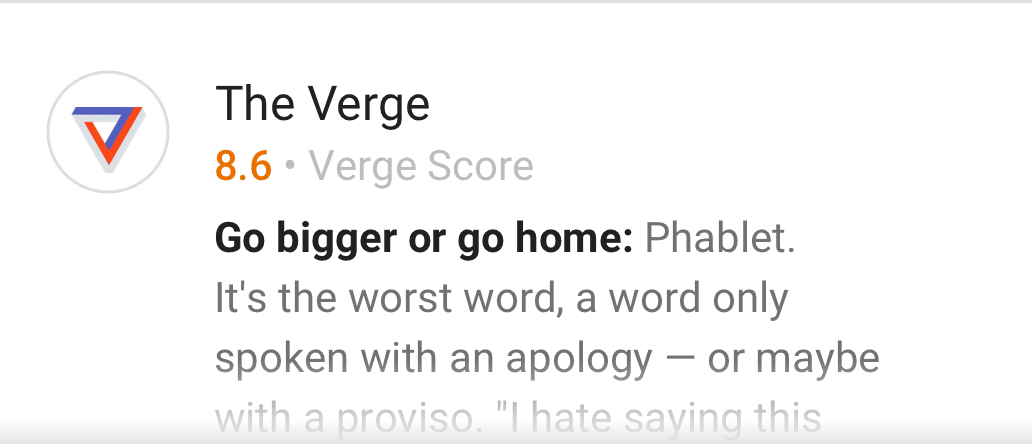 The Verge
8.6 • Verge Score
Go bigger or go home: Phablet.
It's the worst word, a word only
spoken with an apology — or maybe
with a proviso. "I hate saying this